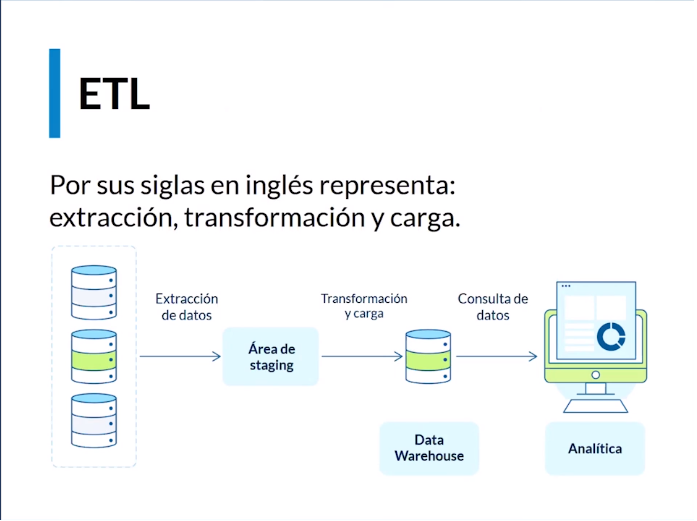 ETL
Por sus siglas en inglés representa:
extracción, transformación y carga.
Extracción
de datos
Área de
staging
Transformación
y carga
Consulta de
datos
Data
Warehouse
Analítica